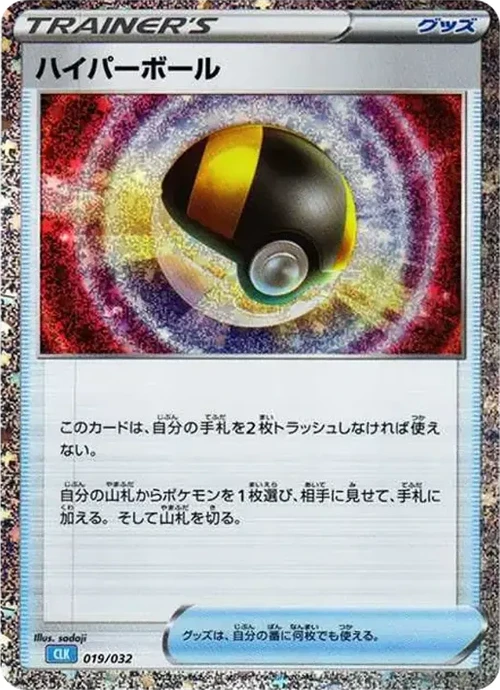 TRAINER'S グッズ
ハイパーボール
このカードは、自分の手札を2枚トラッシュしなければ使え
ない。
自分の山札からポケモンを1枚選び、相手に見せて、手札に
加える。そして山札を切る。
グッズは、自分の番に何枚でも使える。
Illus. sadaji
CLK 019/032